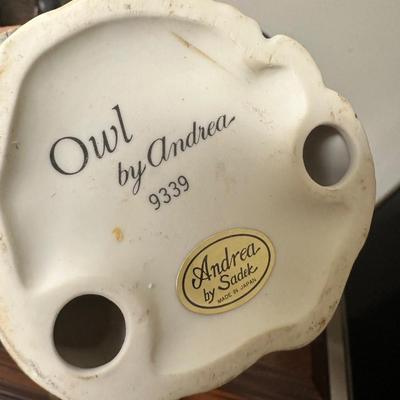 Owl
by Andrea
9339
Andrea
by Sadek
MADE IN JAPAN